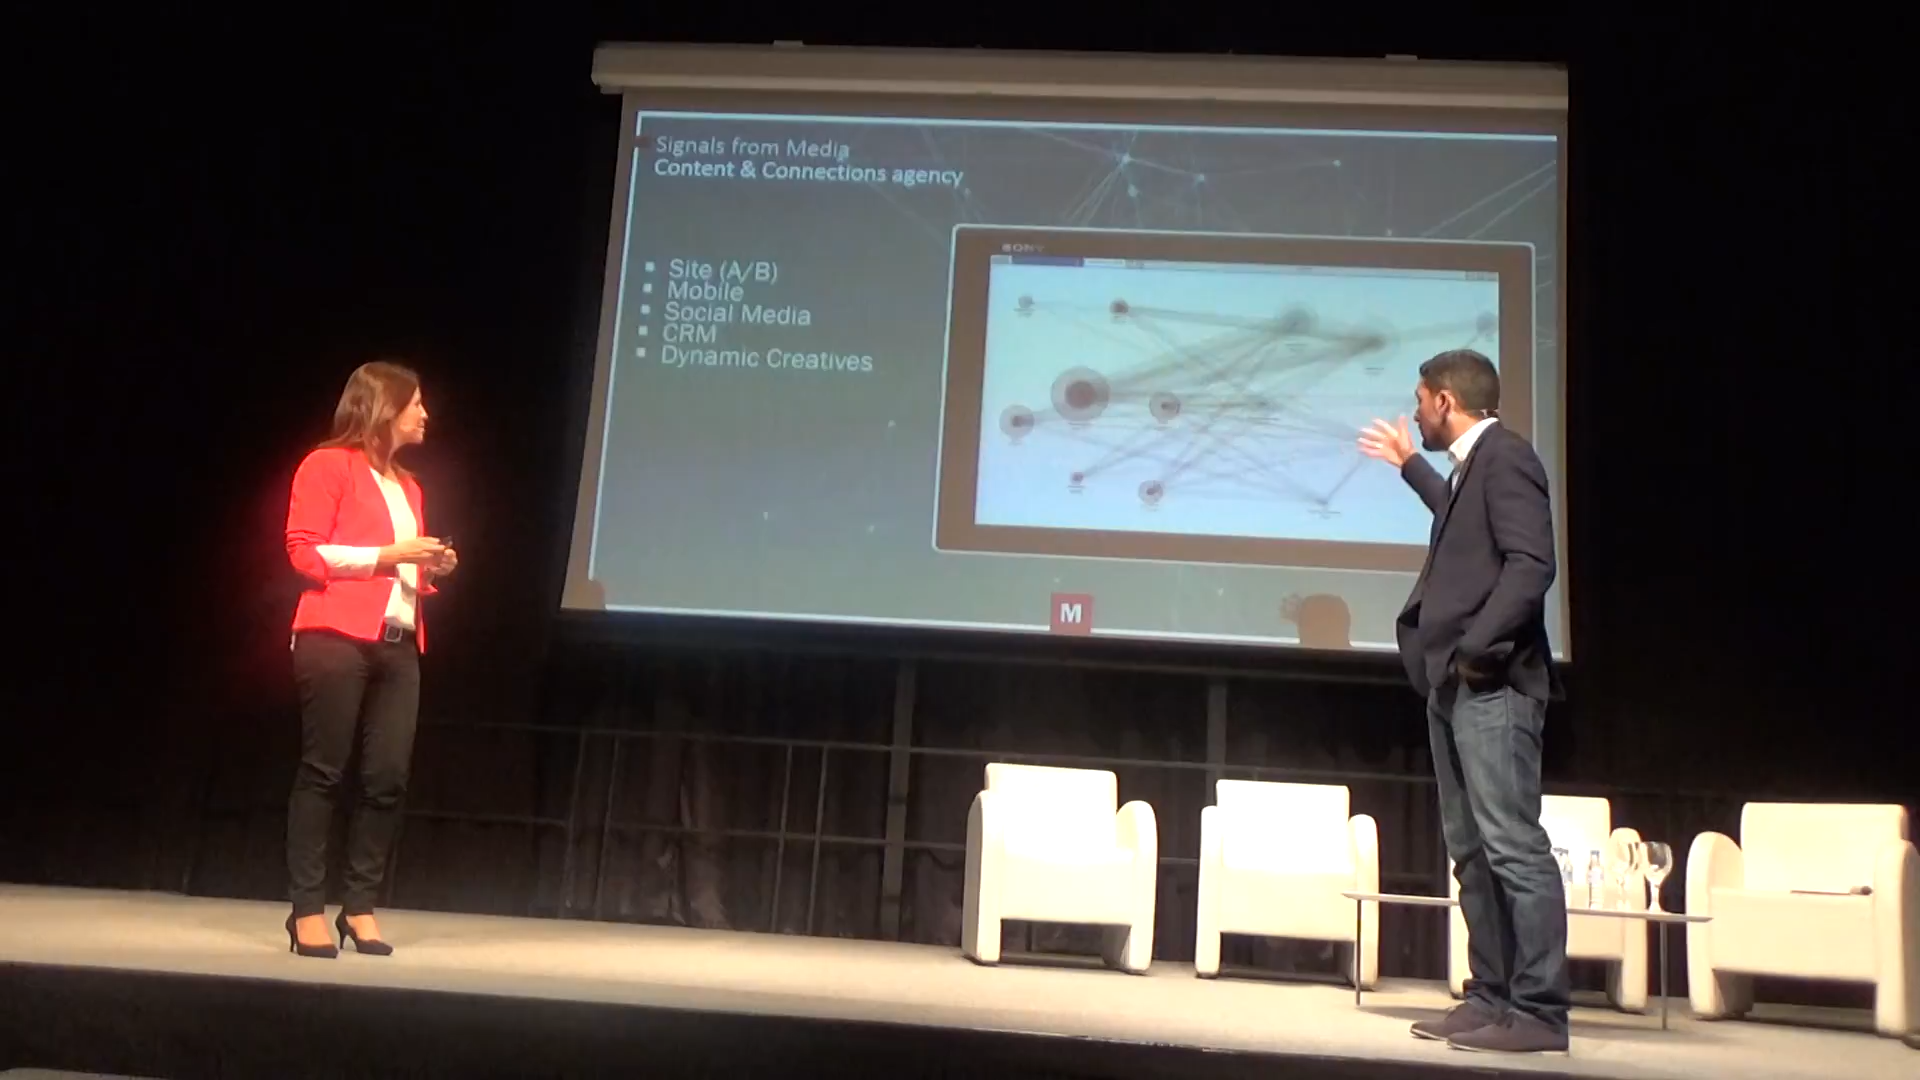 Signals from Media
Content & Connections agency
▪ Site (A/B)
▪ Mobile
▪ Social Media
▪ CRM
▪ Dynamic Creatives
SONY
M